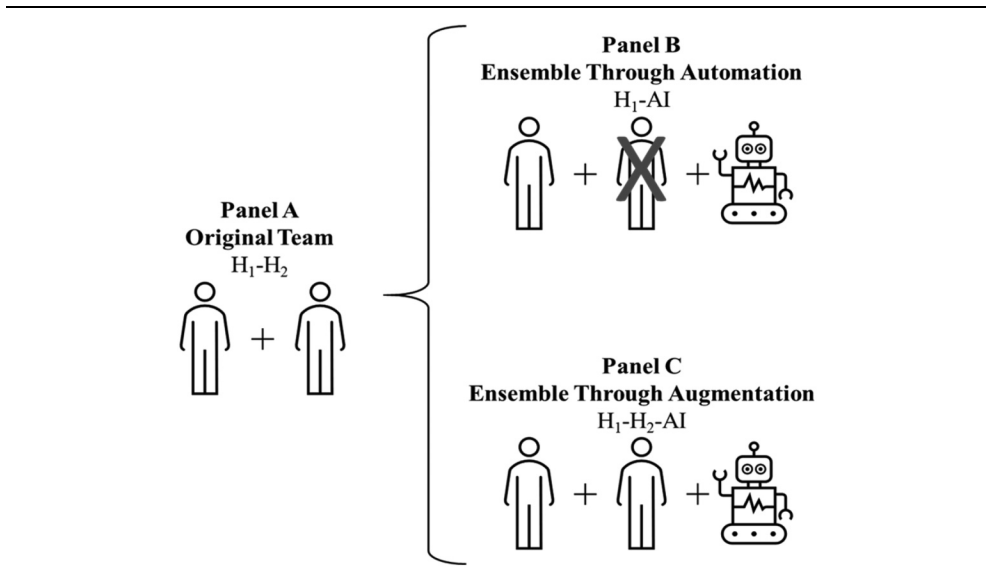 Panel A
Original Team
H₁-H₂
+
Panel B
Ensemble Through Automation
H₁-AI
+ +
Panel C
Ensemble Through Augmentation
H₁-H₂-AI
+ +